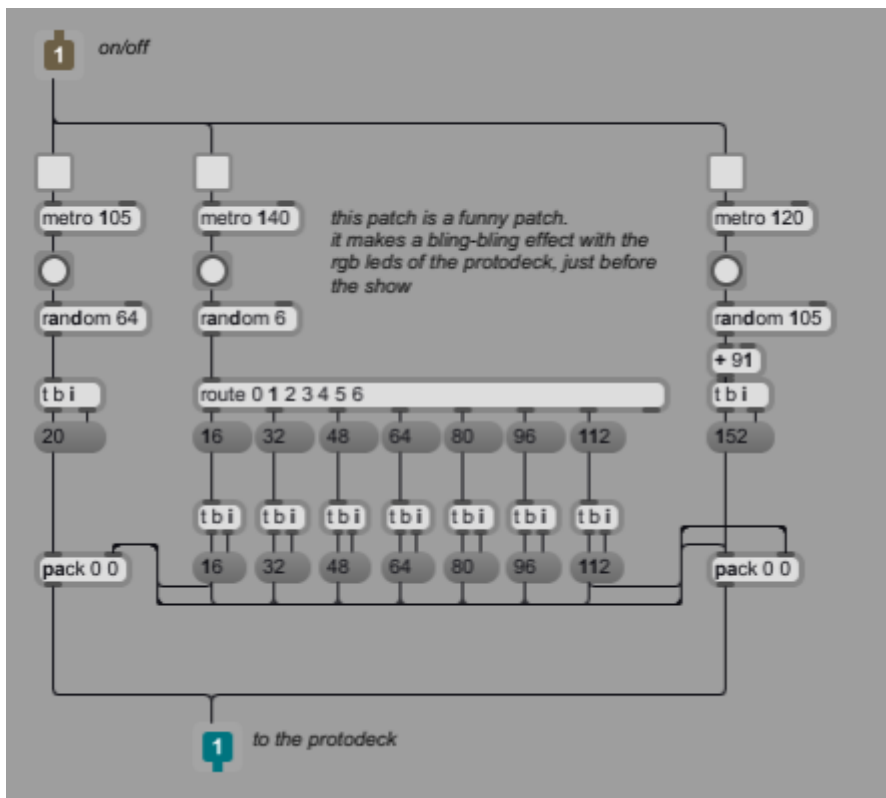 1 on/off
metro 105 metro 140 metro 120
this patch is a funny patch.
it makes a bling-bling effect with the
rgb leds of the protodeck, just before
the show
random 64 random 6 random 105
+ 91
t b i route 0 1 2 3 4 5 6 t b i
20 16 32 48 64 80 96 112 152
t b i t b i t b i t b i t b i t b i t b i
pack 0 0 16 32 48 64 80 96 112 pack 0 0
1 to the protodeck